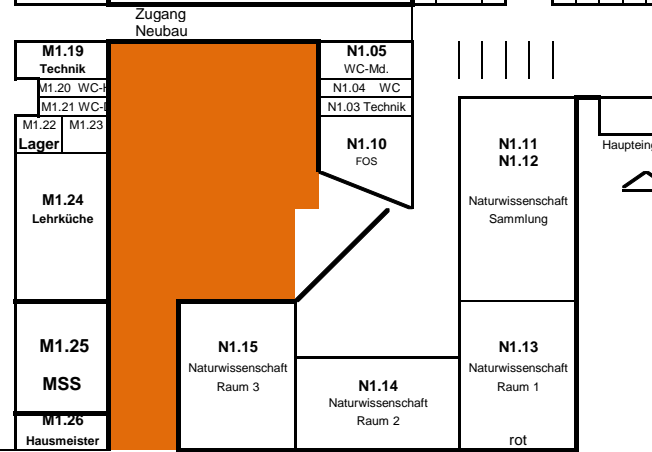 Zugang
Neubau
M1.19
Technik
M1.20 WC-H
M1.21 WC-D
M1.22 M1.23
Lager
M1.24
Lehrküche
M1.25
MSS
M1.26
Hausmeister
N1.05
WC-Md.
N1.04 WC
N1.03 Technik
N1.10
FOS
N1.11
N1.12
Naturwissenschaft
Sammlung
Haupteing
N1.15
Naturwissenschaft
Raum 3
N1.14
Naturwissenschaft
Raum 2
N1.13
Naturwissenschaft
Raum 1
rot